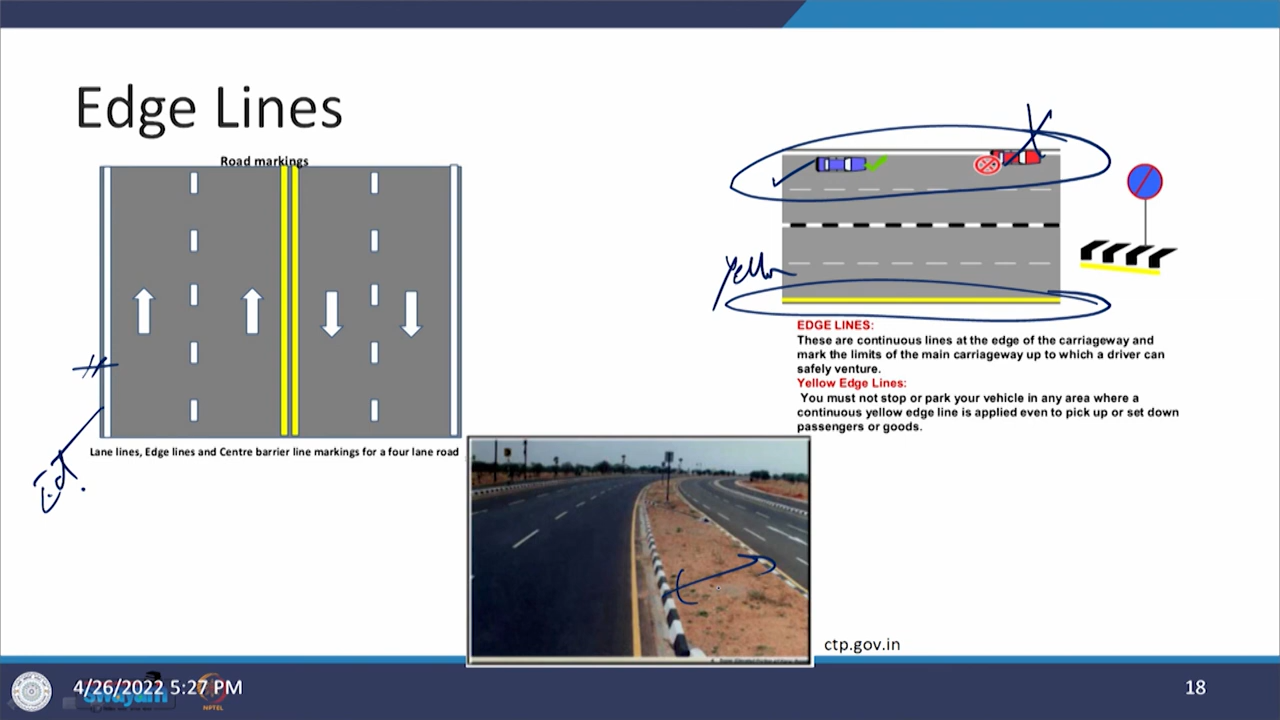 Edge Lines
Road markings
Lane lines, Edge lines and Centre barrier line markings for a four lane road
Yellow
EDGE LINES:
These are continuous lines at the edge of the carriageway and
mark the limits of the main carriageway up to which a driver can
safely venture.
Yellow Edge Lines:
You must not stop or park your vehicle in any area where a
continuous yellow edge line is applied even to pick up or set down
passengers or goods.
ctp.gov.in
4/26/2022 5:27 PM
swayam
NPTEL
18